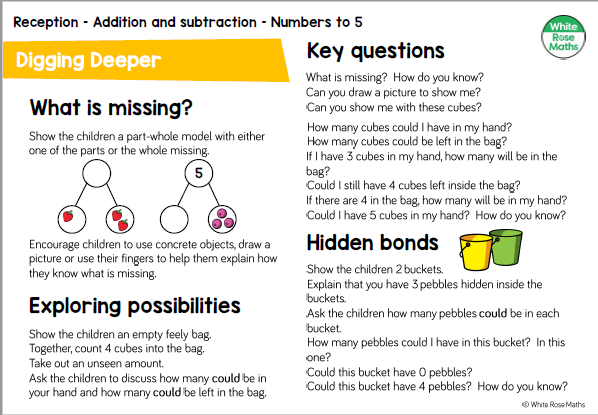 Reception - Addition and subtraction - Numbers to 5
White
Rose
Maths
Digging Deeper
What is missing?
Show the children a part-whole model with either
one of the parts or the whole missing.
5
Encourage children to use concrete objects, draw a
picture or use their fingers to help them explain how
they know what is missing.
Exploring possibilities
Show the children an empty feely bag.
Together, count 4 cubes into the bag.
Take out an unseen amount.
Ask the children to discuss how many could be in
your hand and how many could be left in the bag.
Key questions
What is missing? How do you know?
Can you draw a picture to show me?
Can you show me with these cubes?
How many cubes could I have in my hand?
How many cubes could be left in the bag?
If I have 3 cubes in my hand, how many will be in the
bag?
Could I still have 4 cubes left inside the bag?
If there are 4 in the bag, how many will be in my hand?
Could I have 5 cubes in my hand? How do you know?
Hidden bonds
Show the children 2 buckets.
Explain that you have 3 pebbles hidden inside the
buckets.
Ask the children how many pebbles could be in each
bucket.
How many pebbles could I have in this bucket? In this
one?
Could this bucket have 0 pebbles?
Could this bucket have 4 pebbles? How do you know?
© White Rose Maths